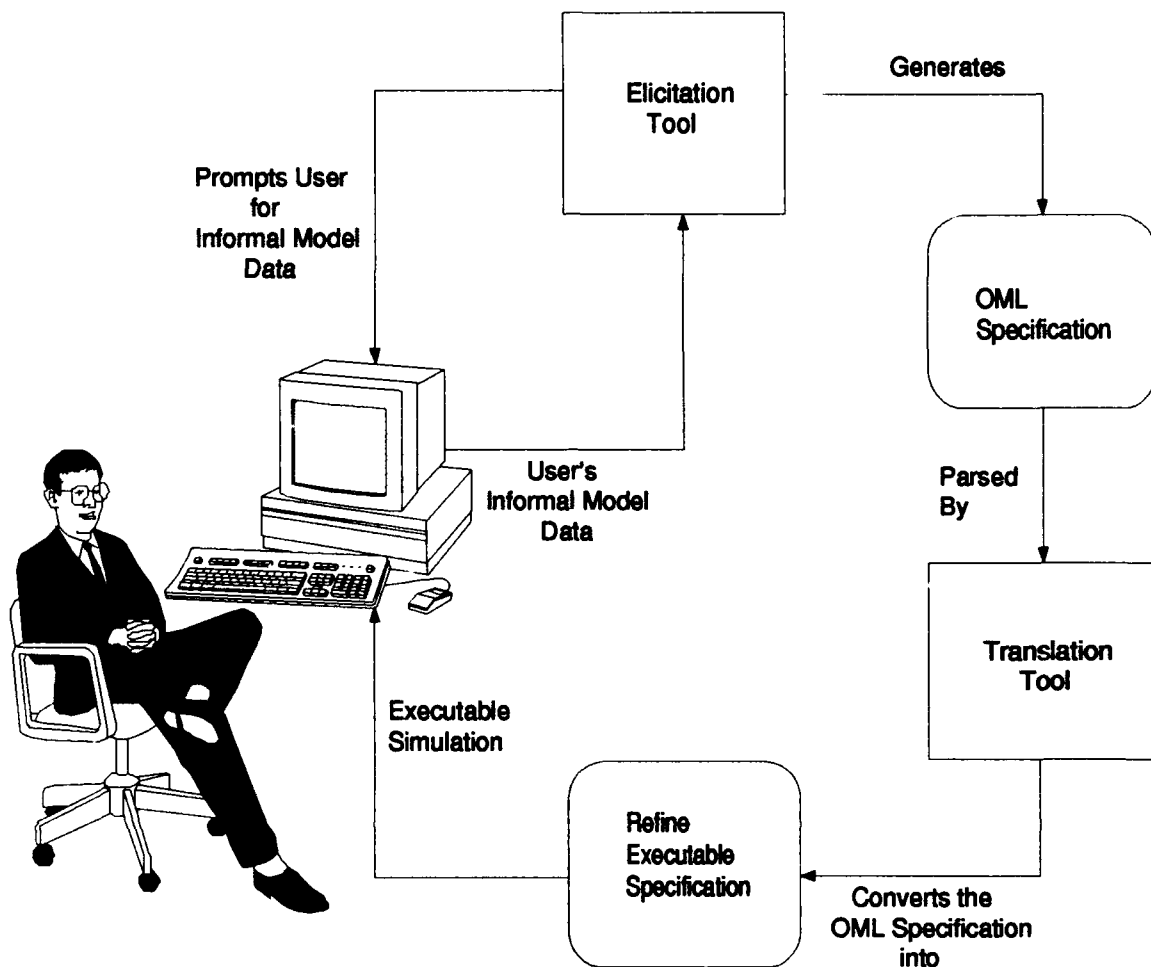 Elicitation
Tool
Generates
Prompts User
for
Informal Model
Data
OML
Specification
User's
Informal Model
Data
Parsed
By
Translation
Tool
Executable
Simulation
Refine
Executable
Specification
Converts the
OML Specification
into